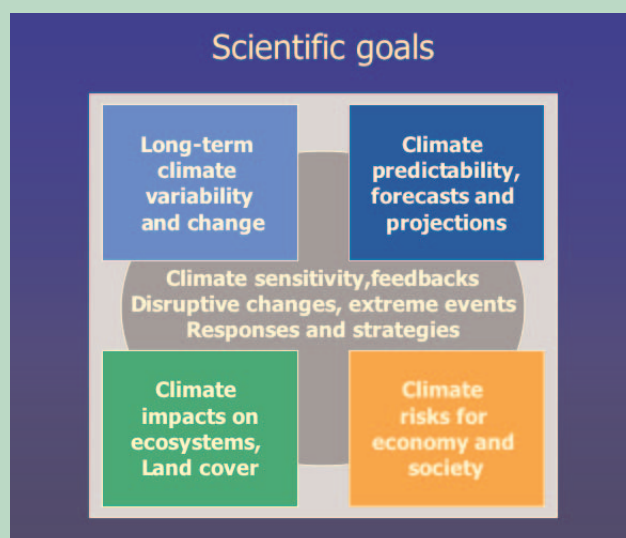 Scientific goals
Long-term
climate
variability
and change
Climate
predictability,
forecasts and
projections
Climate sensitivity,feedbacks
Disruptive changes, extreme events
Responses and strategies
Climate
impacts on
ecosystems,
Land cover
Climate
risks for
economy and
society